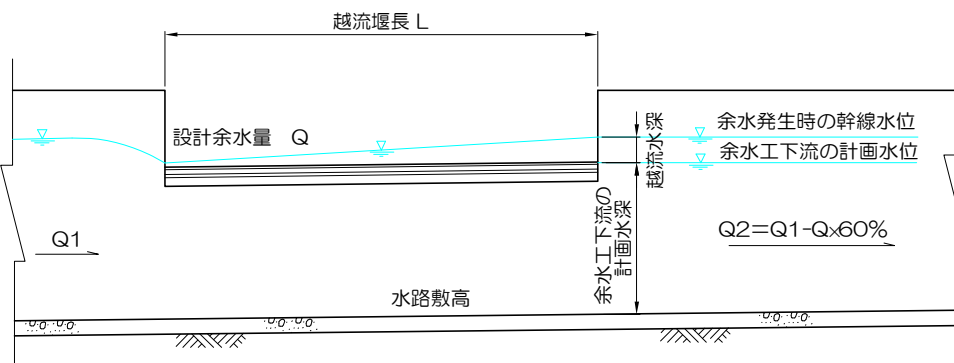 越流堰長 L
設計余水量 Q
余水発生時の幹線水位
余水工下流の計画水位
越流水深
余水工下流の
計画水深
Q1
Q2=Q1-Q×60%
水路敷高